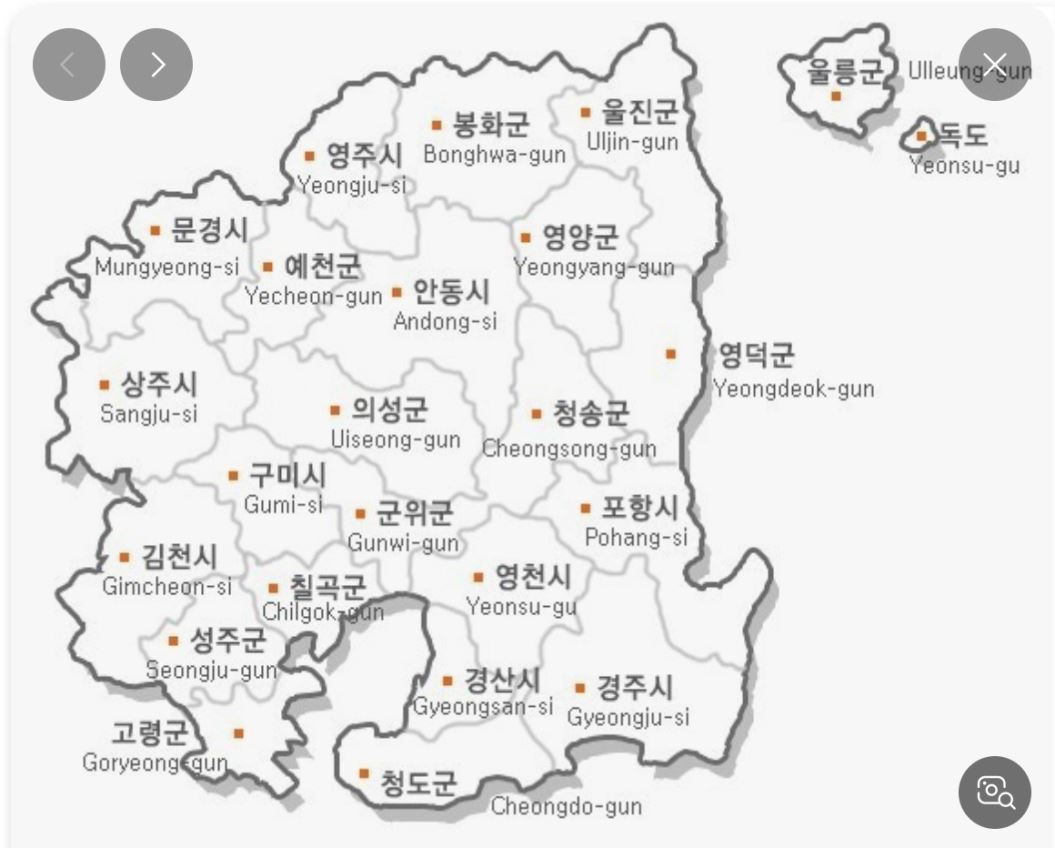 울릉군
Ulleung-gun
독도
Yeonsu-gu
울진군
Uljin-gun
봉화군
Bonghwa-gun
영주시
Yeongju-si
문경시
Mungyeong-si
예천군
Yecheon-gun
영양군
Yeongyang-gun
안동시
Andong-si
영덕군
Yeongdeok-gun
상주시
Sangju-si
의성군
Uiseong-gun
청송군
Cheongsong-gun
구미시
Gumi-si
군위군
Gunwi-gun
포항시
Pohang-si
김천시
Gimcheon-si
칠곡군
Chilgok-gun
영천시
Yeonsu-gu
성주군
Seongju-gun
경산시
Gyeongsan-si
경주시
Gyeongju-si
고령군
Goryeong-gun
청도군
Cheongdo-gun